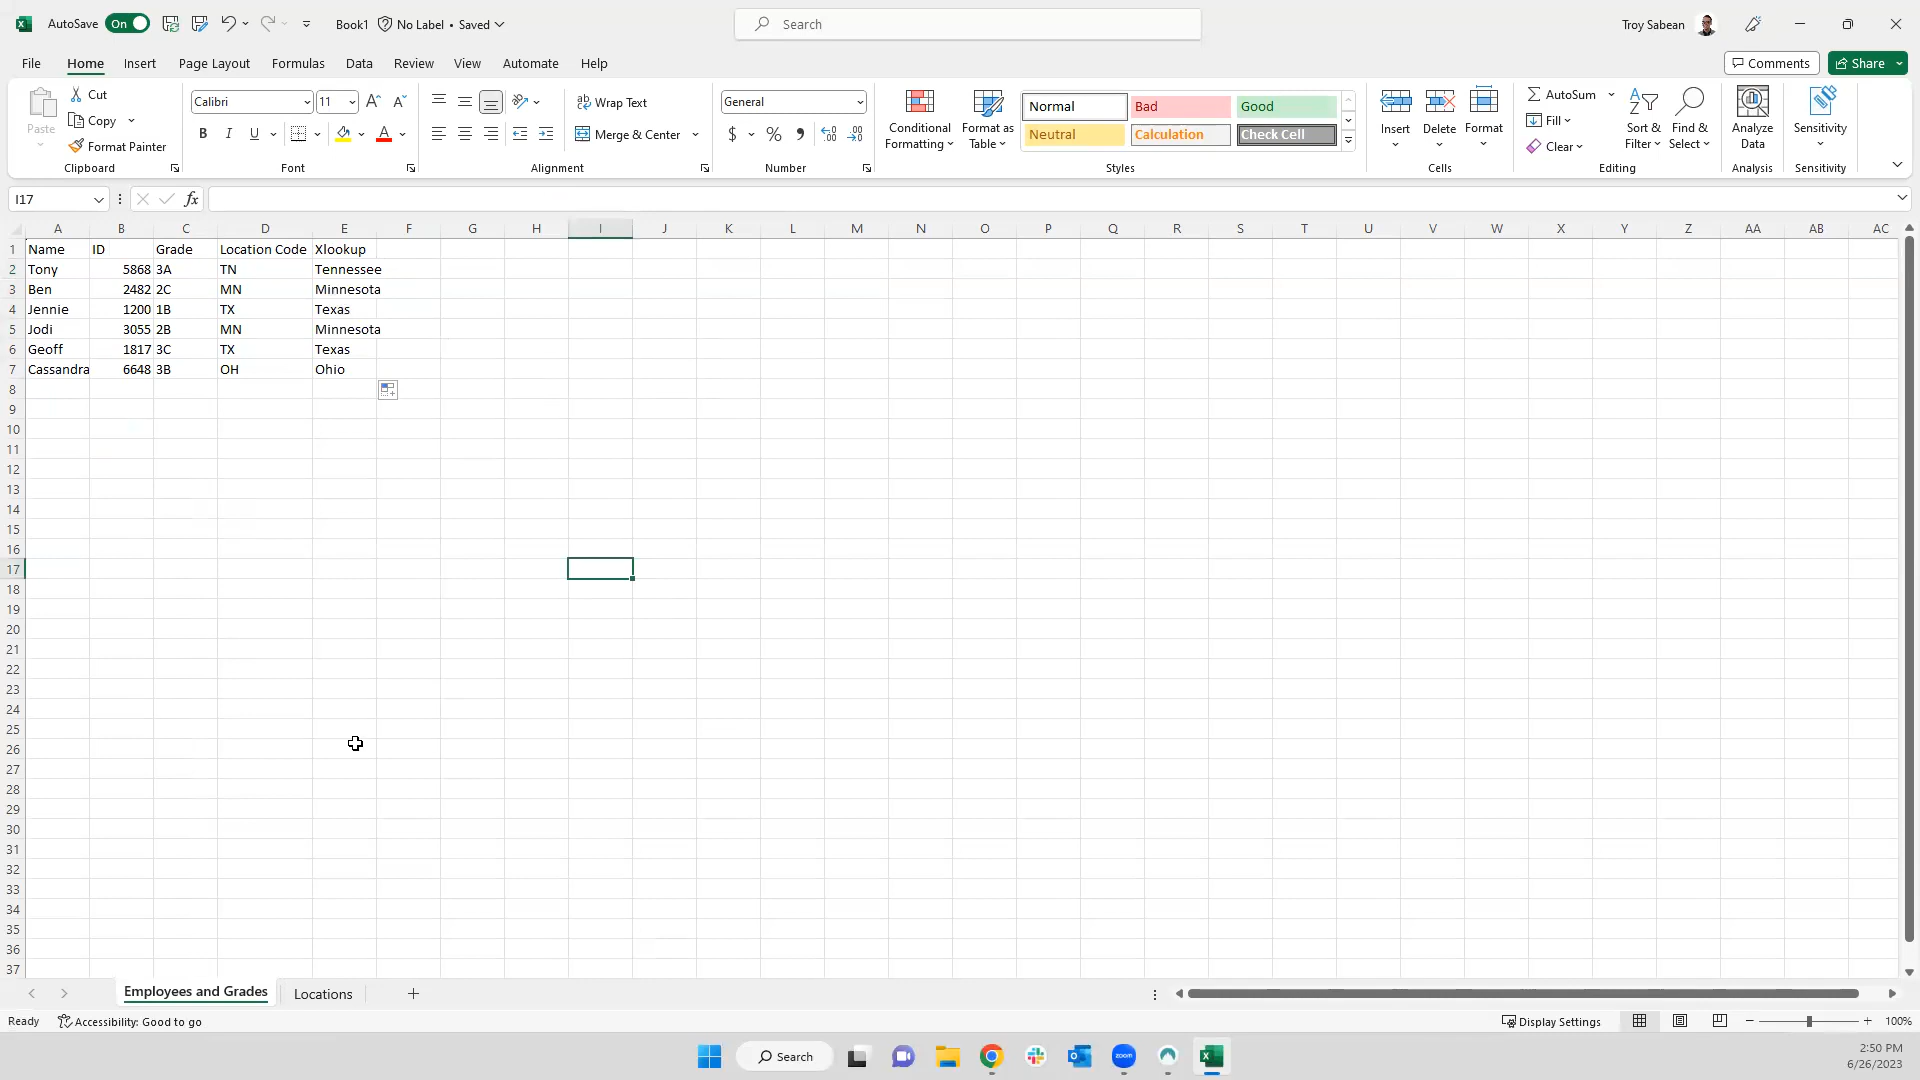 AutoSave On Book1 No Label • Saved Search Troy Sabean
File Home Insert Page Layout Formulas Data Review View Automate Help Comments Share
Paste Cut Copy Format Painter Clipboard
Calibri 11 B I U A Font
Wrap Text Merge & Center Alignment
General $ % , Number
Conditional Formatting Format as Table Normal Bad Good Neutral Calculation Check Cell Styles
Insert Delete Format Cells
AutoSum Fill Clear Sort & Filter Find & Select Editing
Analyze Data Analysis
Sensitivity Sensitivity
I17 fx
A B C D E F G H I J K L M N O P Q R S T U V W X Y Z AA AB AC
1 Name ID Grade Location Code Xlookup
2 Tony 5868 3A TN Tennessee
3 Ben 2482 2C MN Minnesota
4 Jennie 1200 1B TX Texas
5 Jodi 3055 2B MN Minnesota
6 Geoff 1817 3C TX Texas
7 Cassandra 6648 3B OH Ohio
8
9
10
11
12
13
14
15
16
17
18
19
20
21
22
23
24
25
26
27
28
29
30
31
32
33
34
35
36
37
Employees and Grades Locations
Ready Accessibility: Good to go Display Settings 100%
Search zoom 2:50 PM
6/26/2023